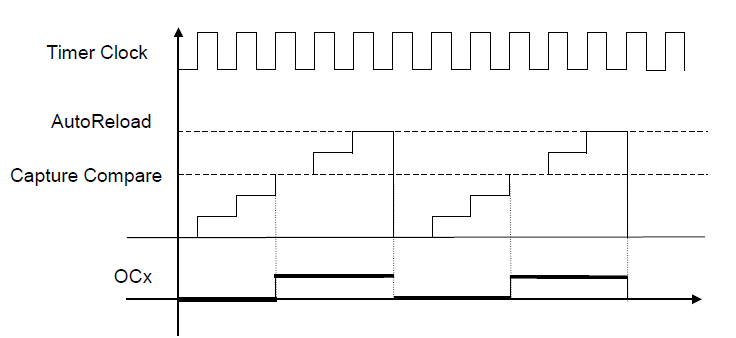 Timer Clock
AutoReload
Capture Compare
OCx